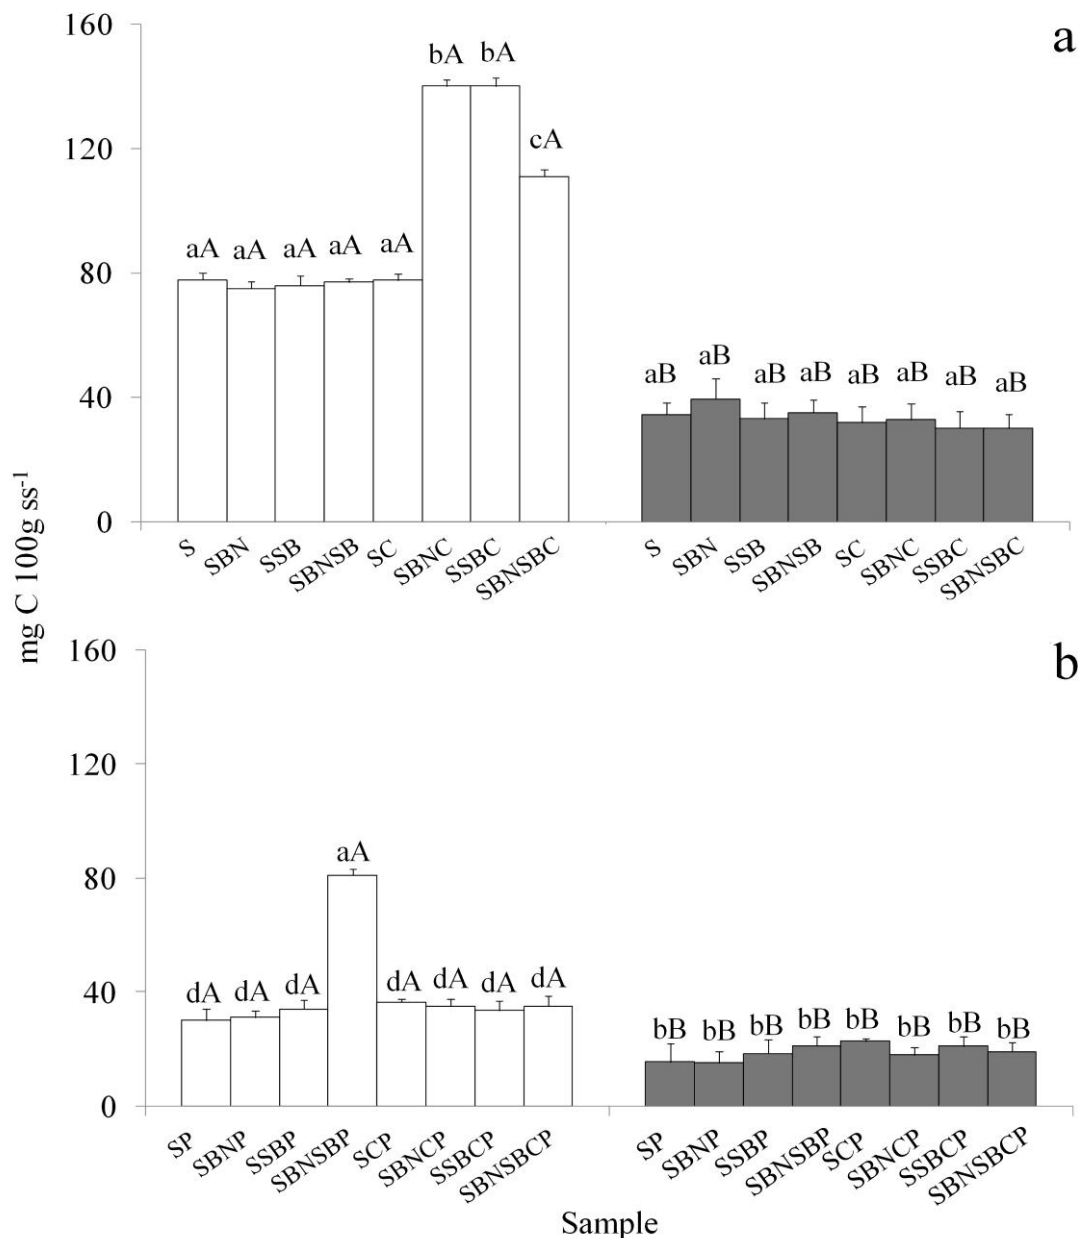 a
160
120
80
40
0
aA aA aA aA aA bA bA cA
aB aB aB aB aB aB aB aB
S SBN SSB SBNSB SC SBNC SSBC SBNSBC
S SBN SSB SBNSB SC SBNC SSBC SBNSBC
mg C 100g ss⁻¹
b
160
120
80
40
0
dA dA dA aA dA dA dA dA
bB bB bB bB bB bB bB bB
SP SBNP SSBP SBNSBP SCP SBNCP SSBCP SBNSBCP
SP SBNP SSBP SBNSBP SCP SBNCP SSBCP SBNSBCP
Sample